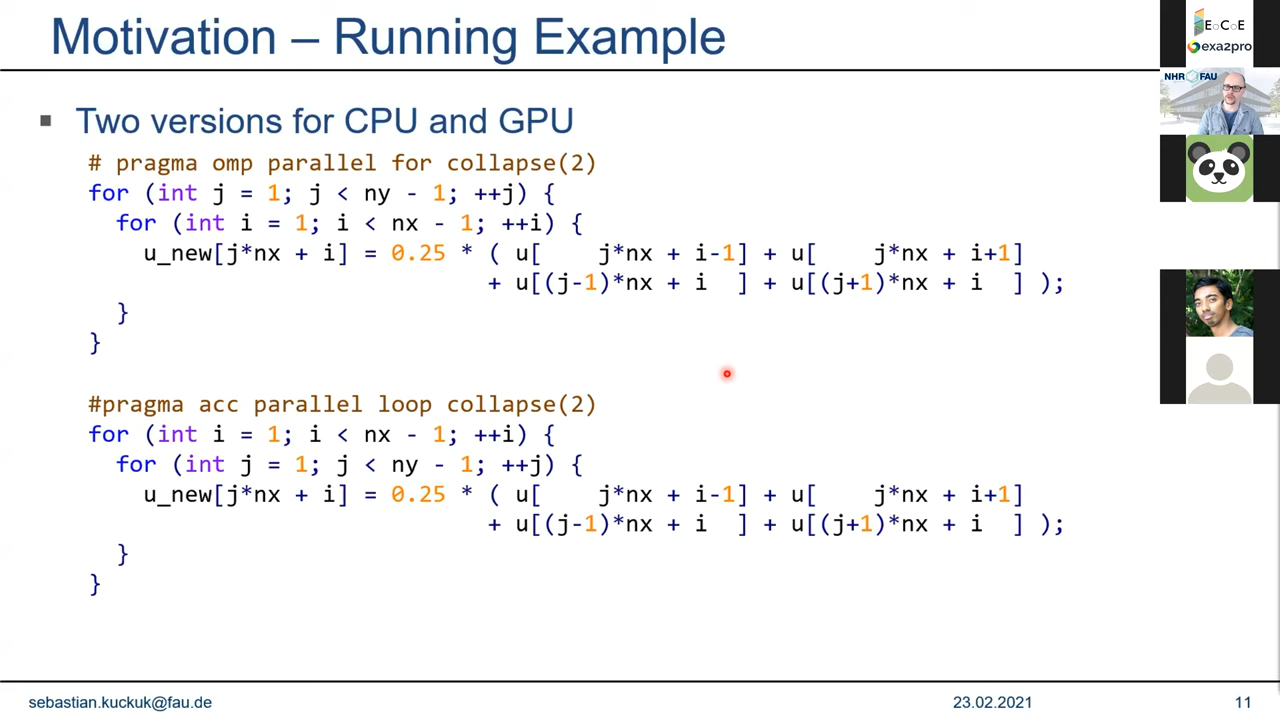 Motivation – Running Example
▪ Two versions for CPU and GPU
# pragma omp parallel for collapse(2)
for (int j = 1; j < ny - 1; ++j) {
  for (int i = 1; i < nx - 1; ++i) {
    u_new[j*nx + i] = 0.25 * ( u[    j*nx + i-1] + u[    j*nx + i+1]
                             + u[(j-1)*nx + i  ] + u[(j+1)*nx + i  ] );
  }
}
#pragma acc parallel loop collapse(2)
for (int i = 1; i < nx - 1; ++i) {
  for (int j = 1; j < ny - 1; ++j) {
    u_new[j*nx + i] = 0.25 * ( u[    j*nx + i-1] + u[    j*nx + i+1]
                             + u[(j-1)*nx + i  ] + u[(j+1)*nx + i  ] );
  }
}
sebastian.kuckuk@fau.de
23.02.2021
11
EoCoE
exa2pro
NHR FAU